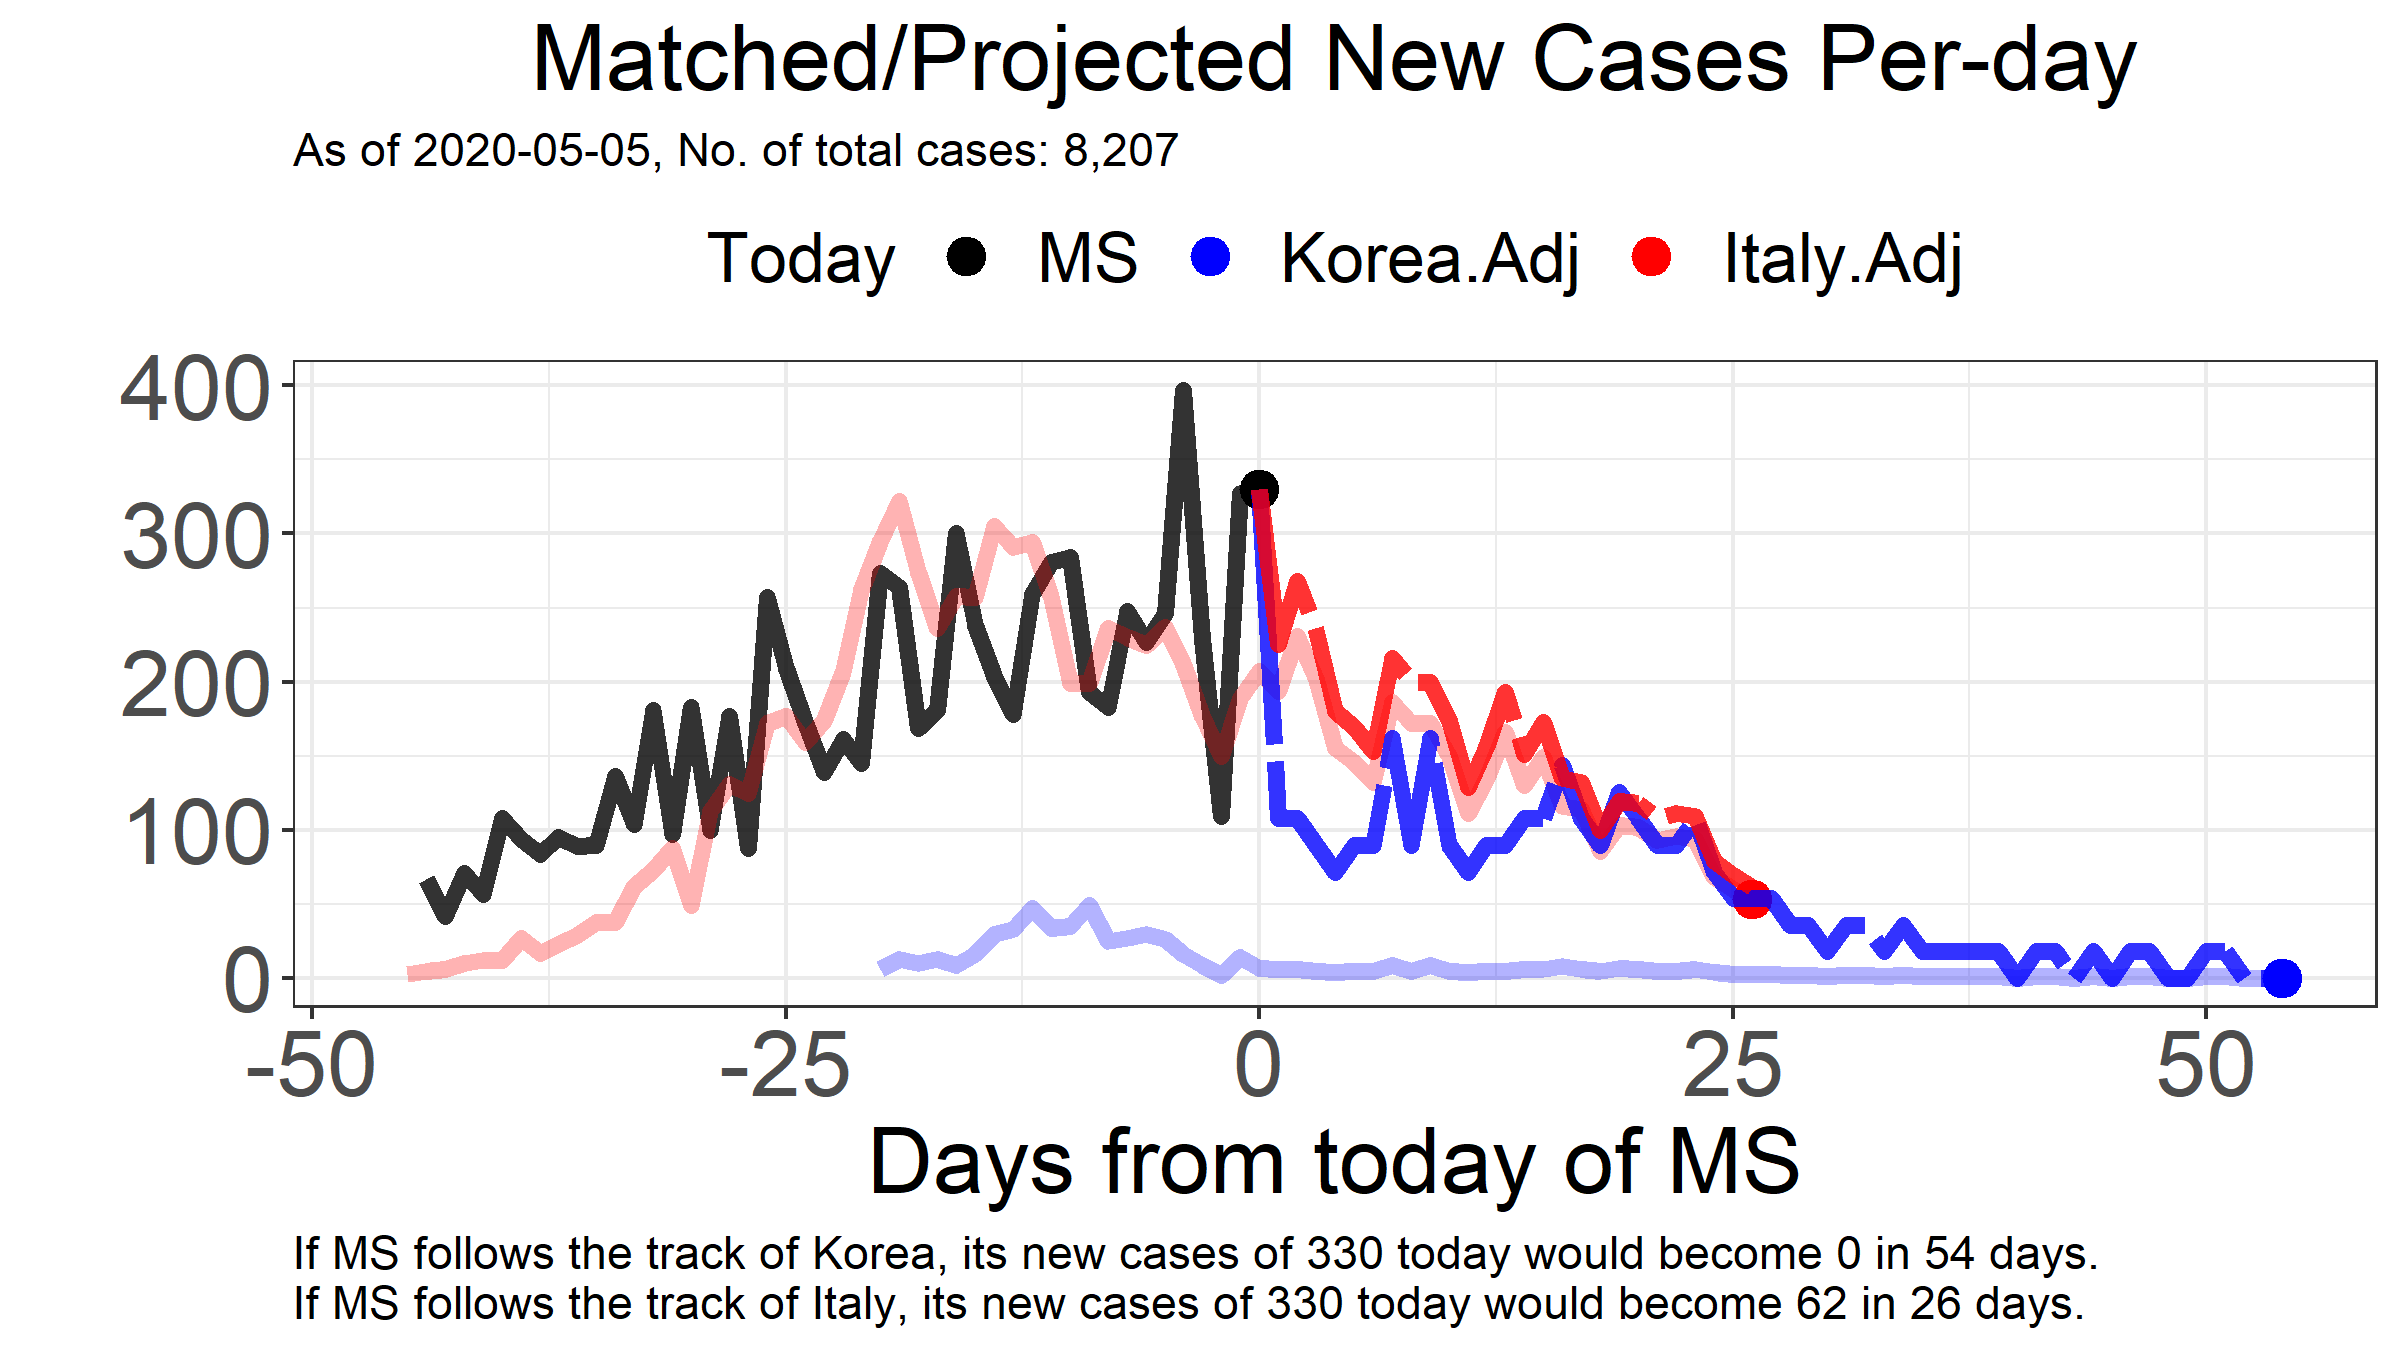 Matched/Projected New Cases Per-day
As of 2020-05-05, No. of total cases: 8,207
Today MS Korea.Adj Italy.Adj
400
300
200
100
0
-50 -25 0 25 50
Days from today of MS
If MS follows the track of Korea, its new cases of 330 today would become 0 in 54 days.
If MS follows the track of Italy, its new cases of 330 today would become 62 in 26 days.